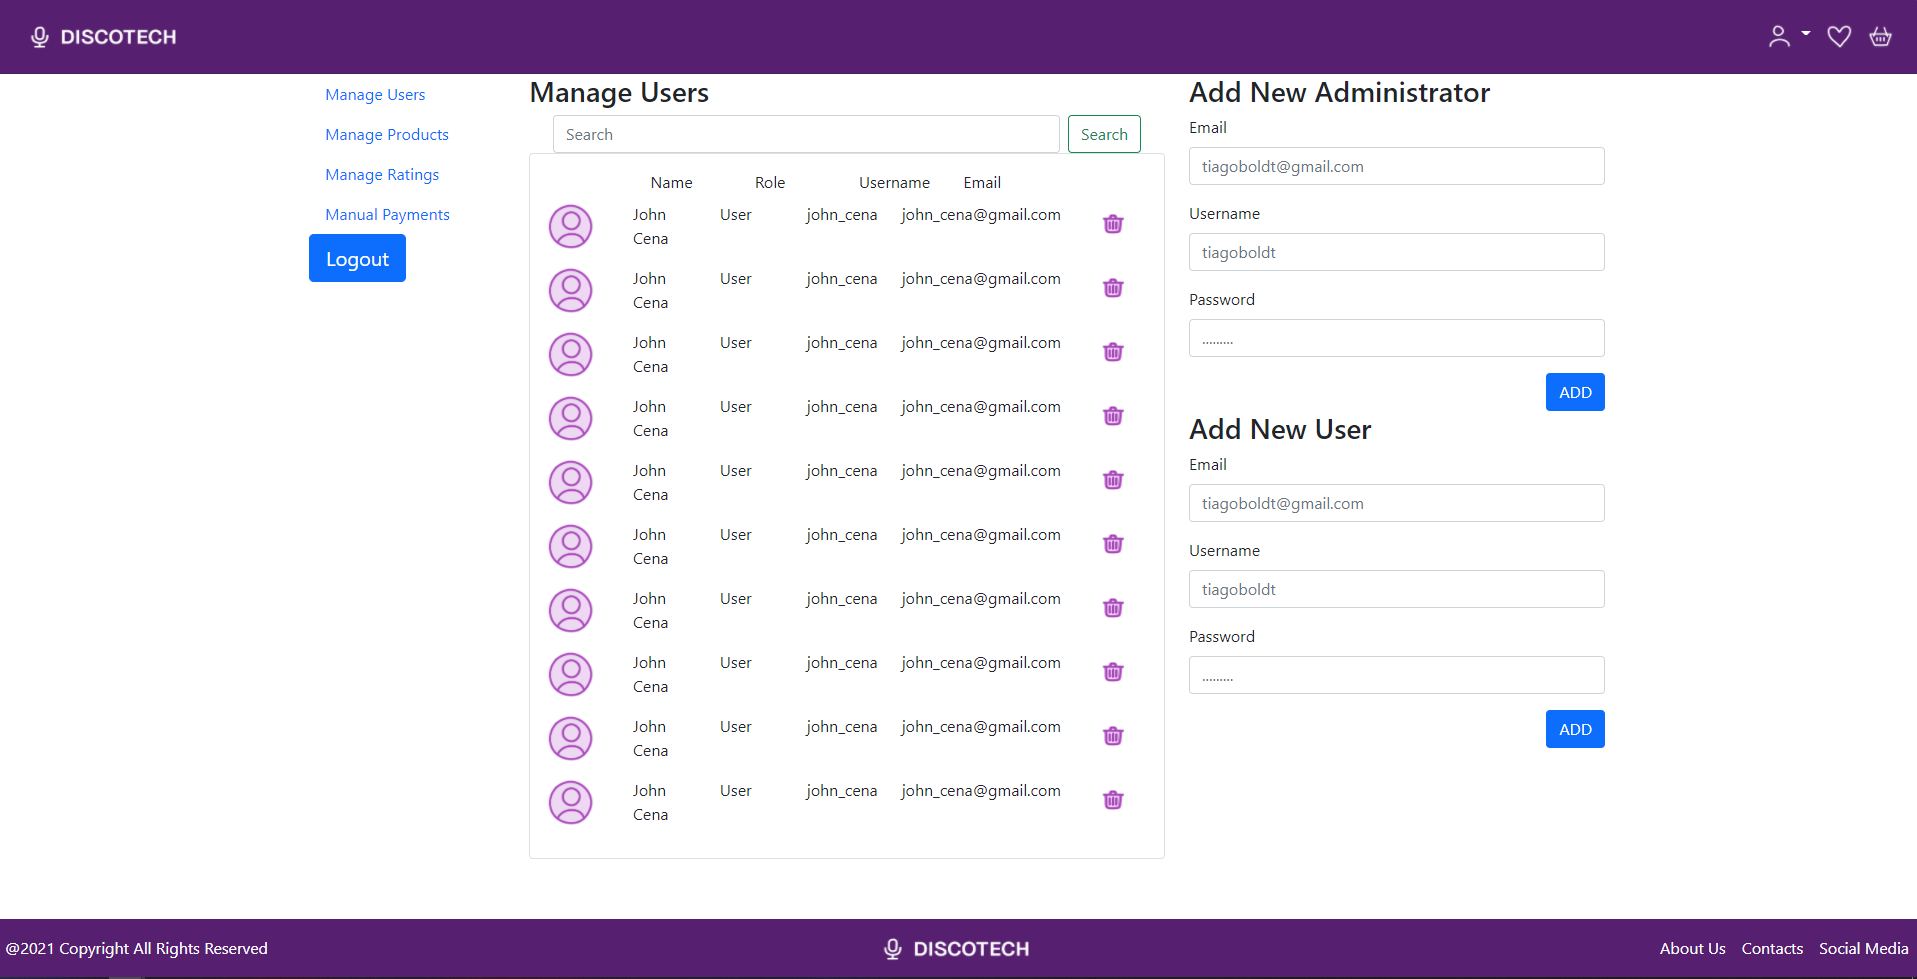 DISCOTECH
Manage Users
Manage Products
Manage Ratings
Manual Payments
Logout
Manage Users
Search Search
Name Role Username Email
John Cena User john_cena john_cena@gmail.com
John Cena User john_cena john_cena@gmail.com
John Cena User john_cena john_cena@gmail.com
John Cena User john_cena john_cena@gmail.com
John Cena User john_cena john_cena@gmail.com
John Cena User john_cena john_cena@gmail.com
John Cena User john_cena john_cena@gmail.com
John Cena User john_cena john_cena@gmail.com
John Cena User john_cena john_cena@gmail.com
John Cena User john_cena john_cena@gmail.com
Add New Administrator
Email
tiagoboldt@gmail.com
Username
tiagoboldt
Password
.........
ADD
Add New User
Email
tiagoboldt@gmail.com
Username
tiagoboldt
Password
.........
ADD
@2021 Copyright All Rights Reserved
DISCOTECH
About Us Contacts Social Media